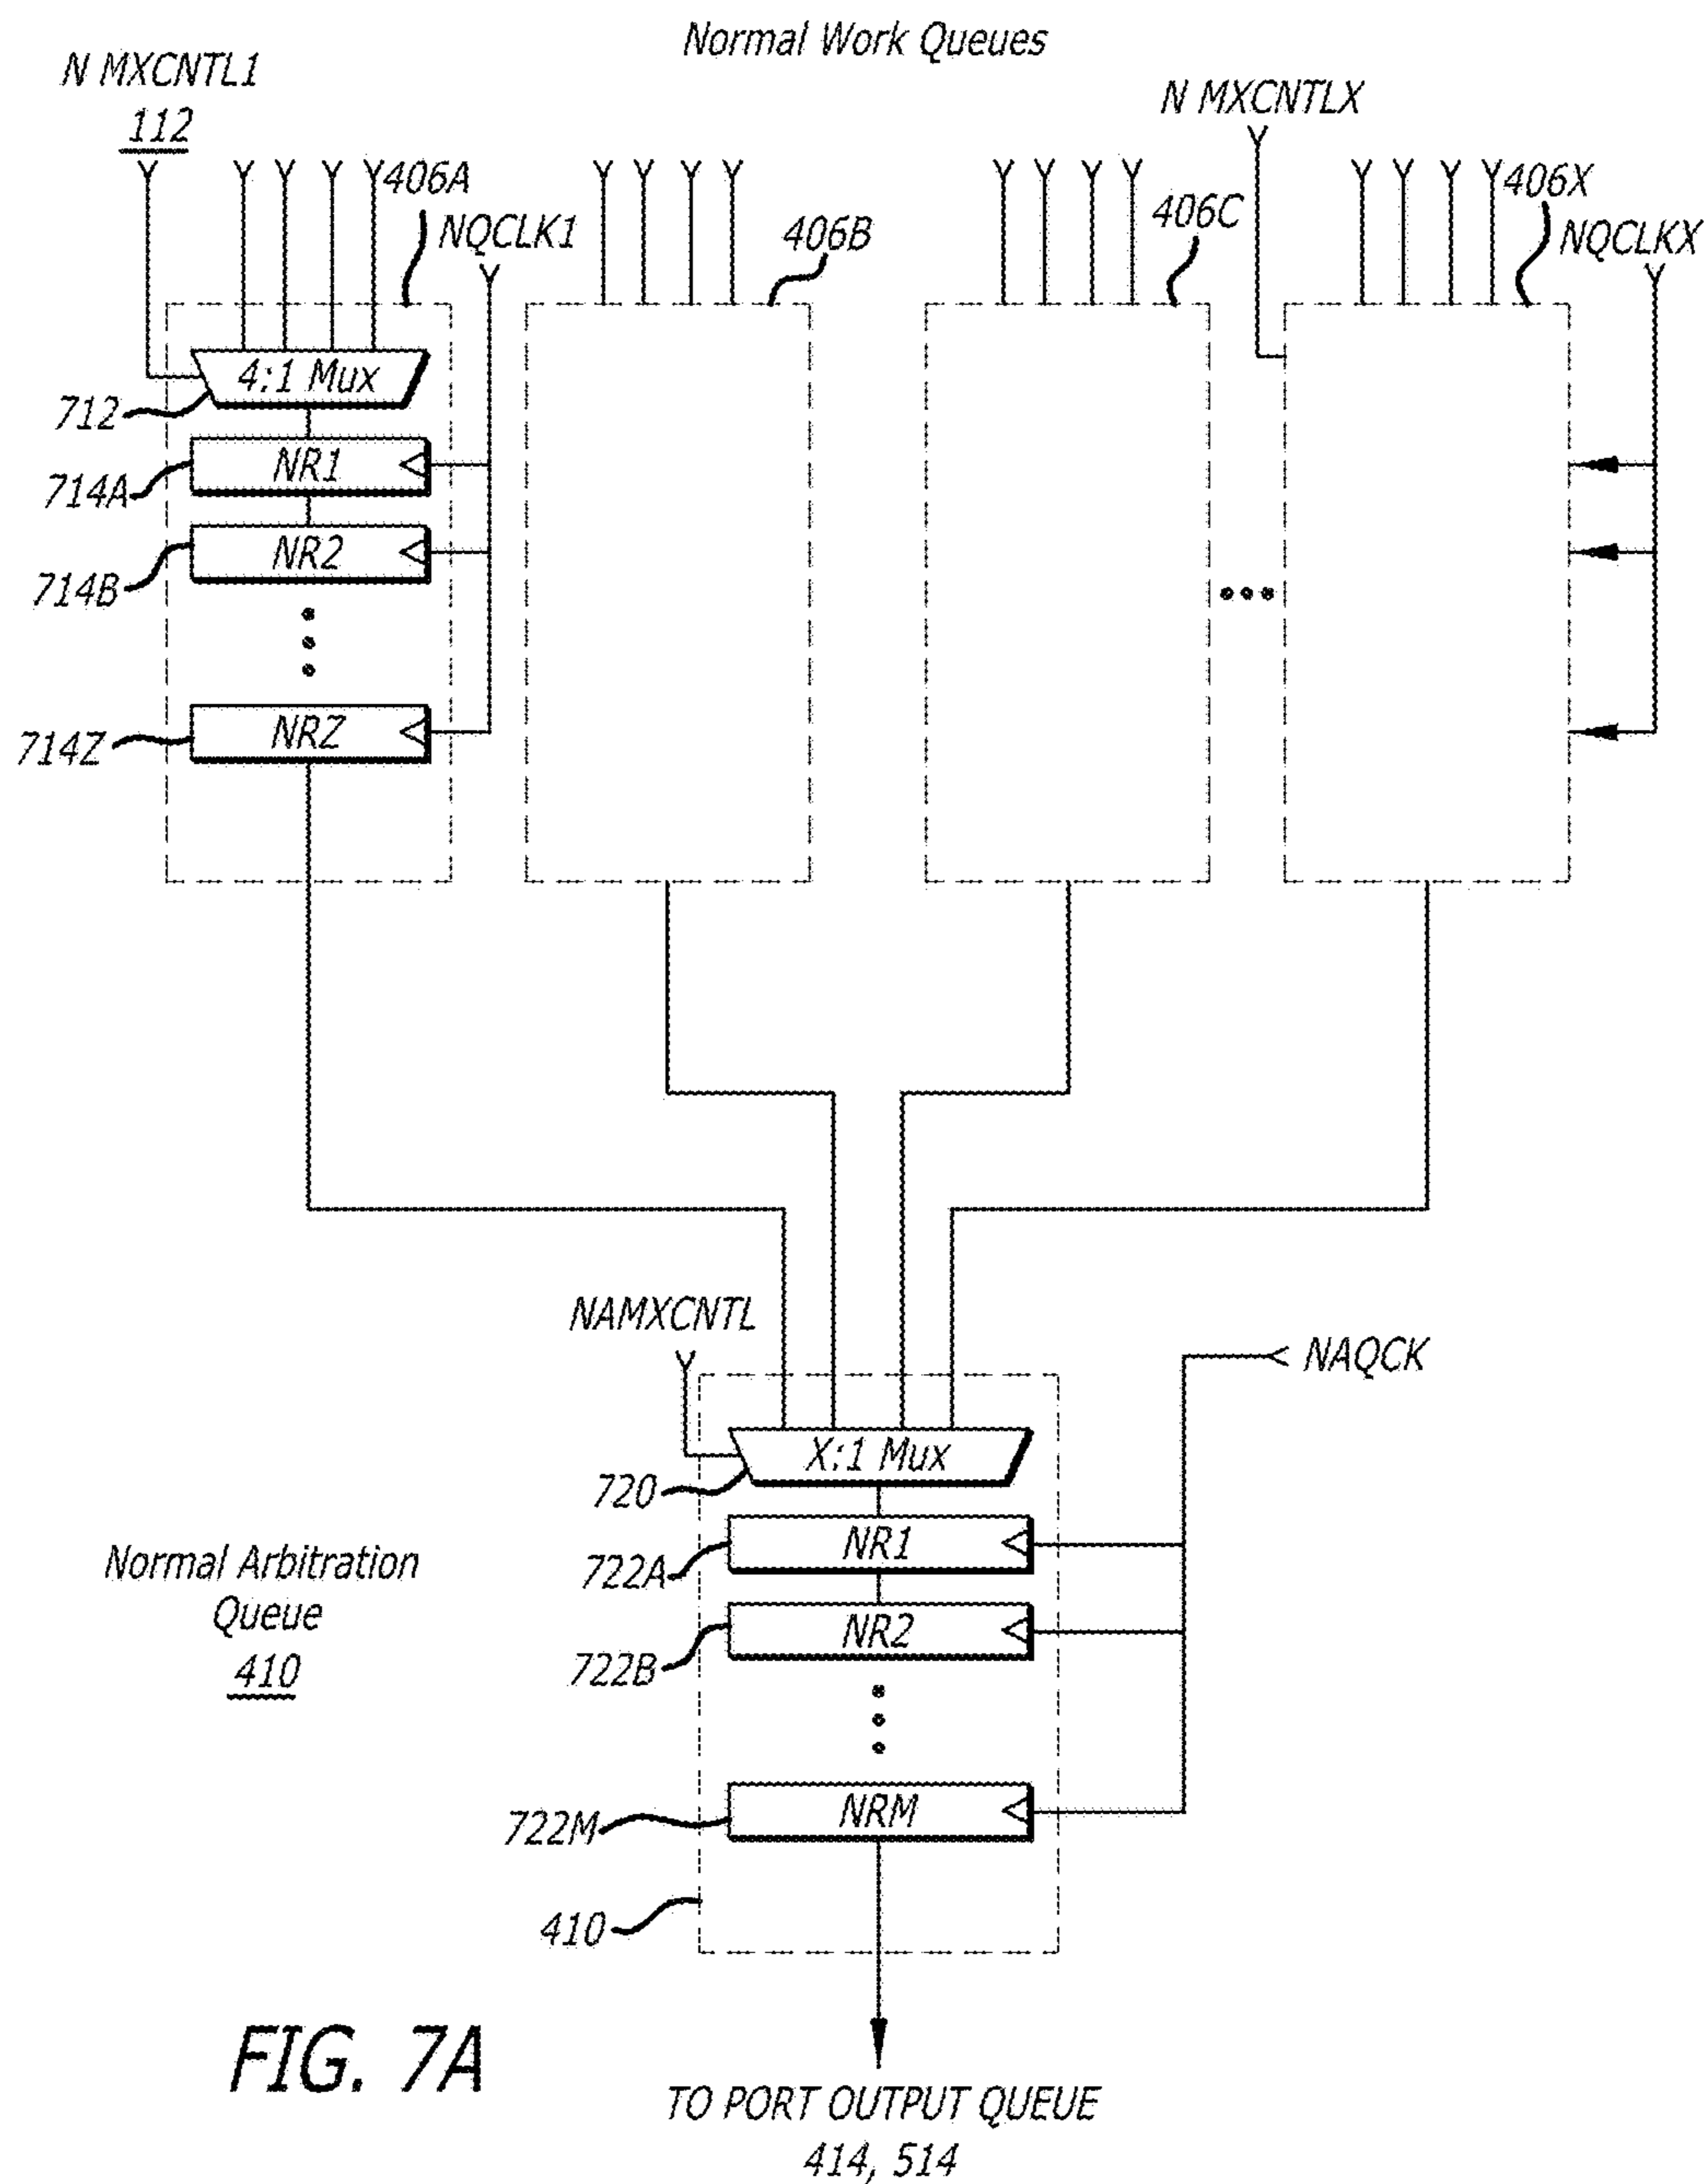 Normal Work Queues
N MXCNTL1
112
N MXCNTLX
406A
406B
406C
406X
NQCLK1
NQCLKX
4:1 Mux
712
NR1
714A
NR2
714B
NRZ
714Z
NAMXCNTL
NAQCK
X:1 Mux
720
NR1
722A
NR2
722B
NRM
722M
410
Normal Arbitration
Queue
410
FIG. 7A
TO PORT OUTPUT QUEUE
414, 514